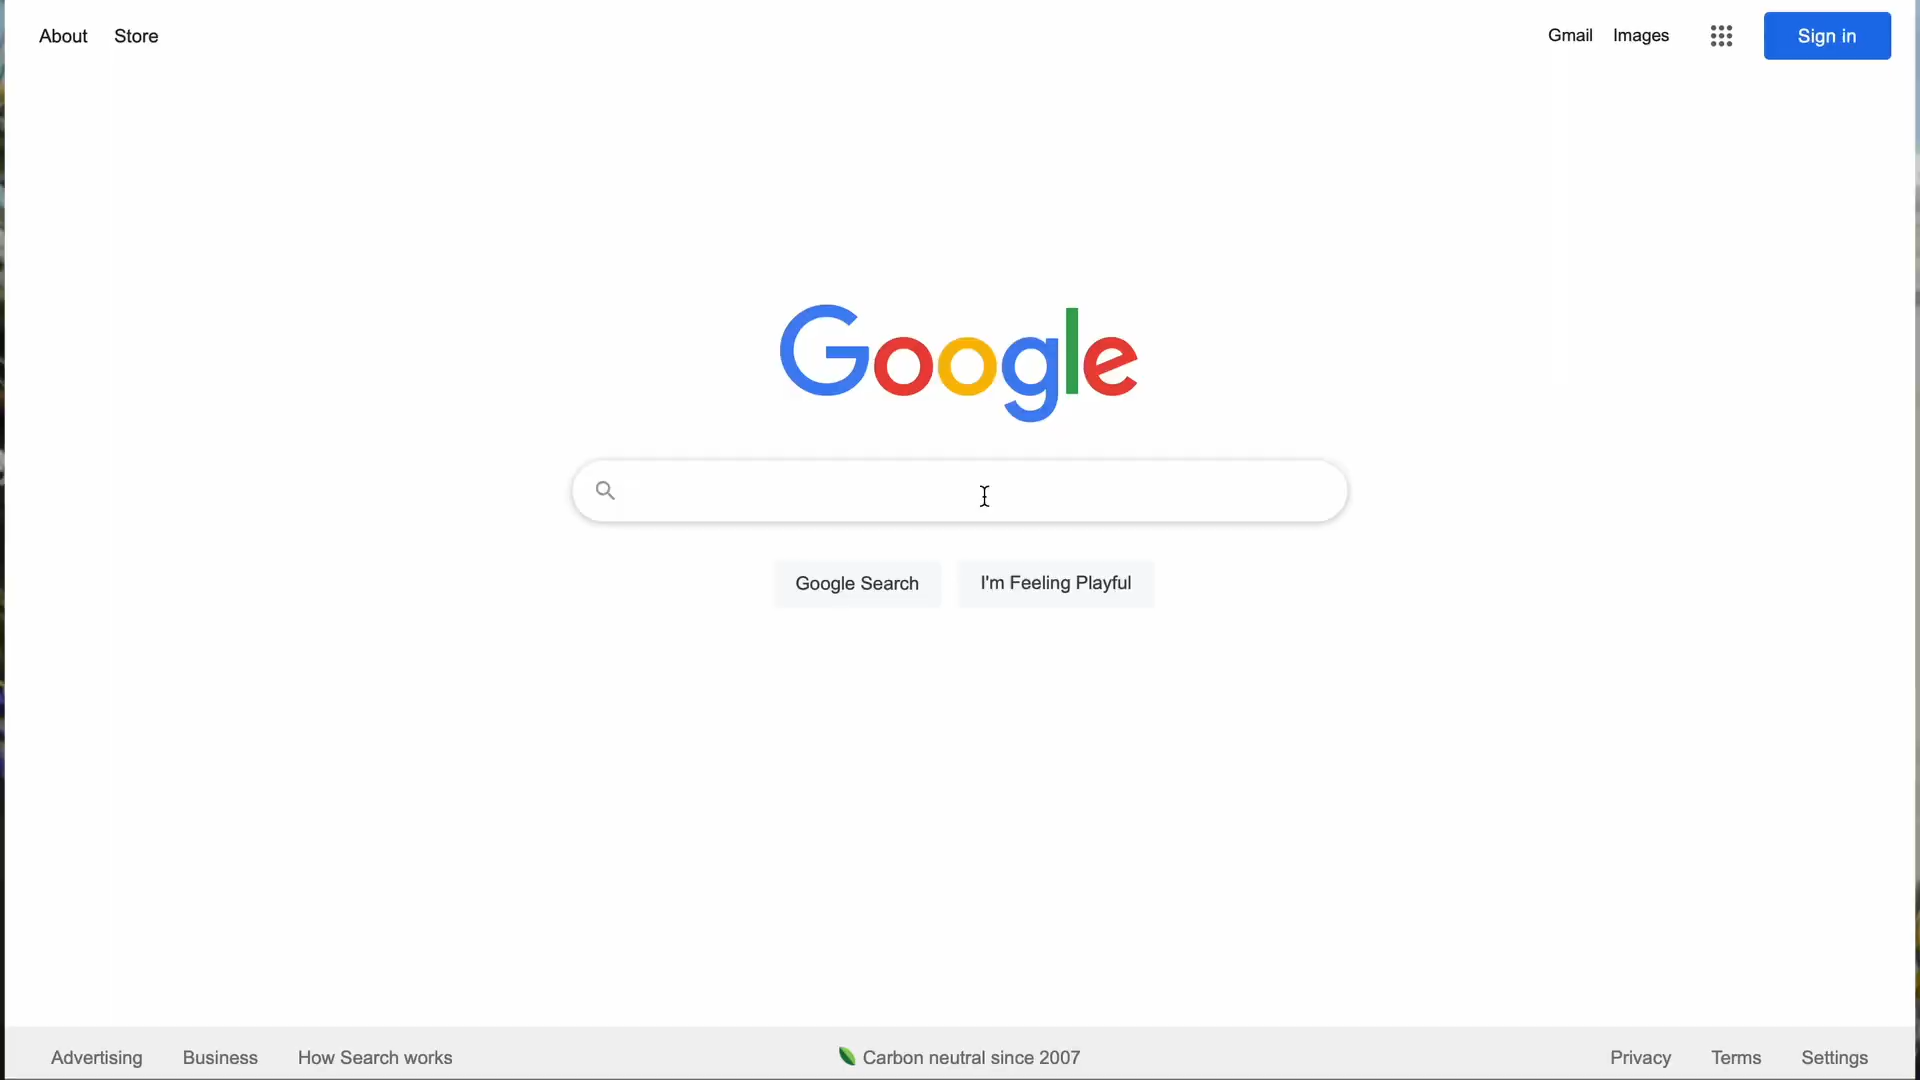 About Store Gmail Images Sign in
Google
Google Search I'm Feeling Playful
Advertising Business How Search works Carbon neutral since 2007 Privacy Terms Settings